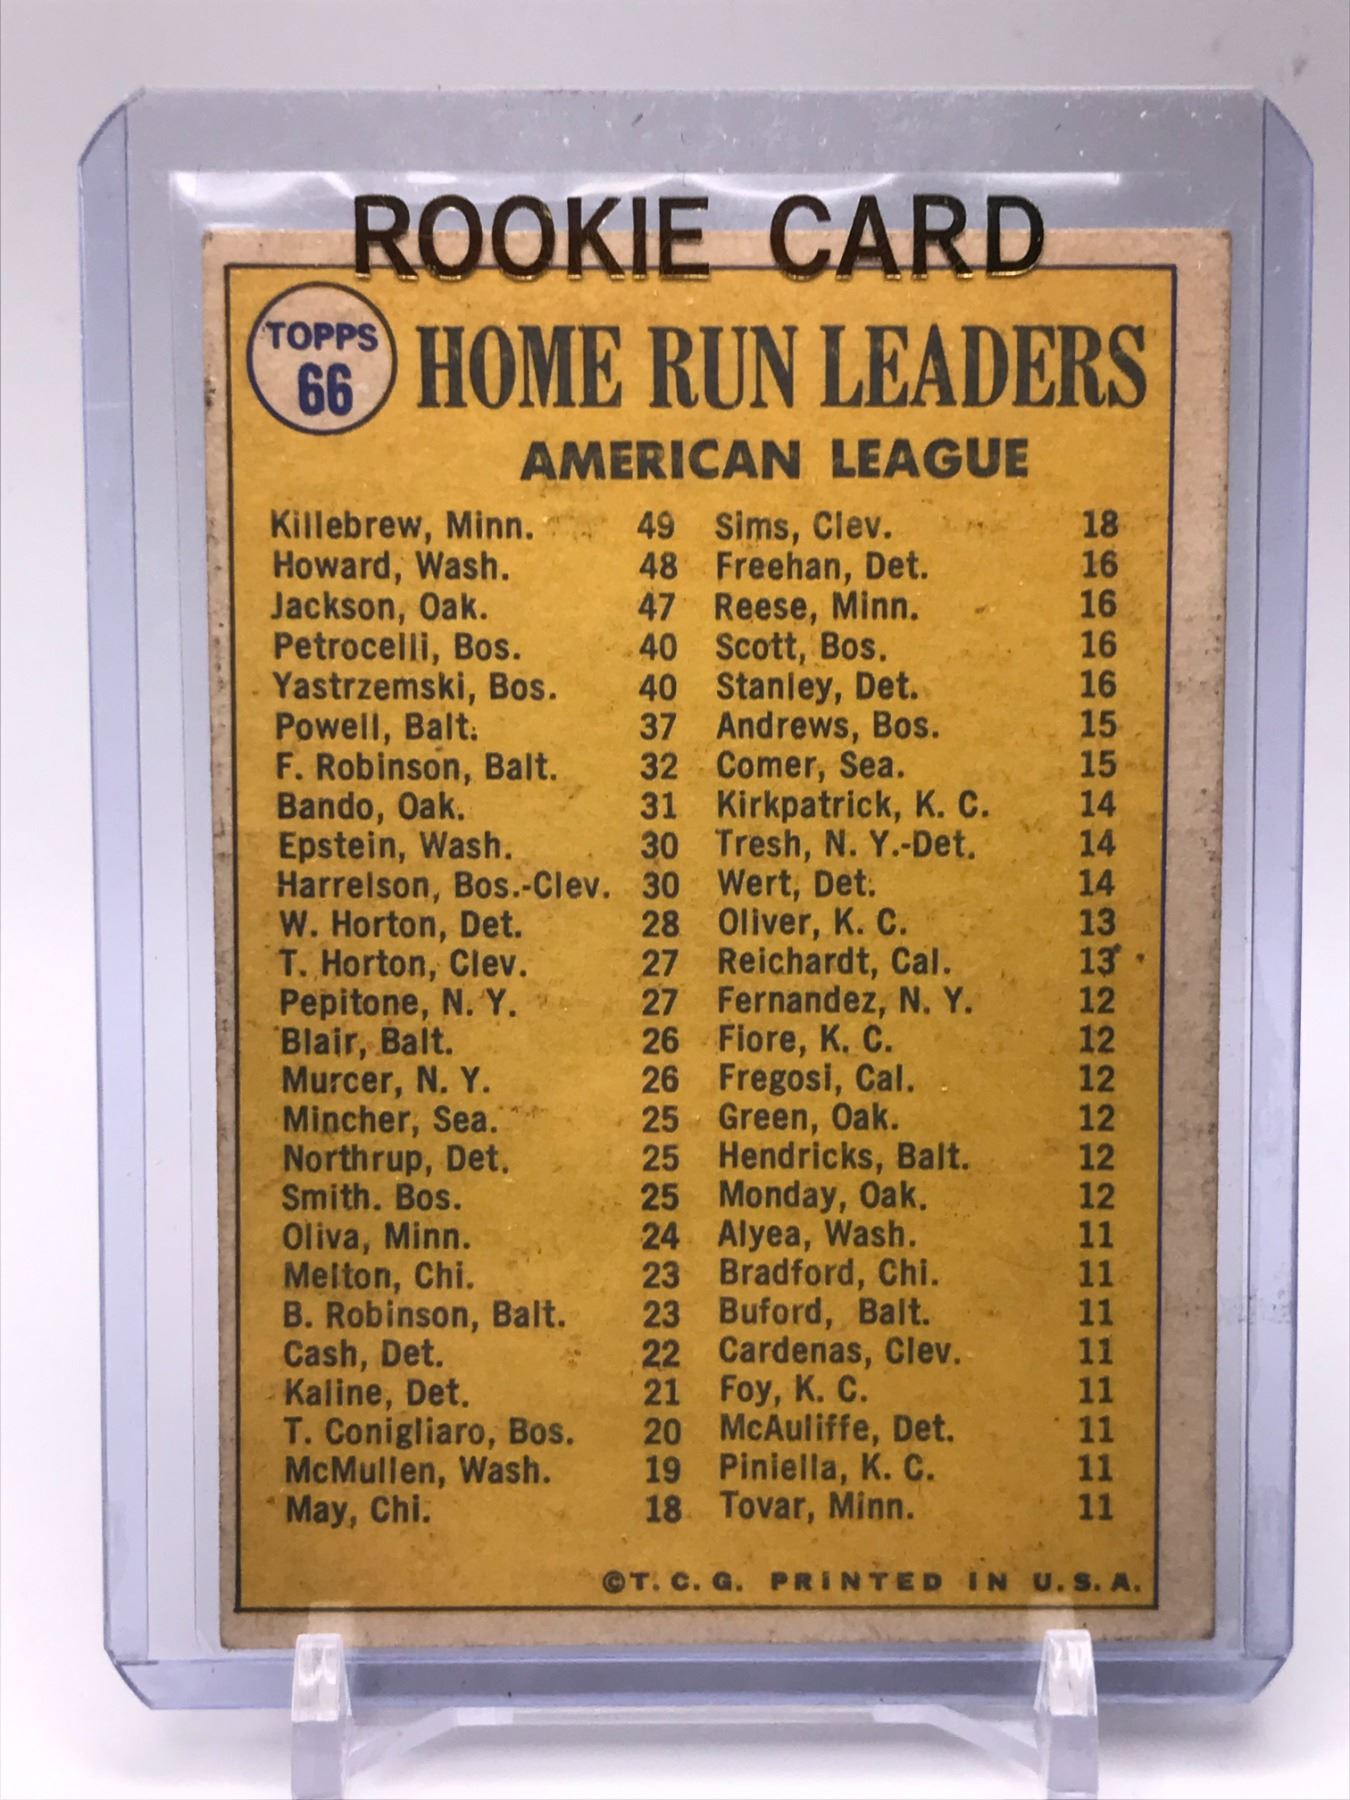 ROOKIE CARD
TOPPS
66
HOME RUN LEADERS
AMERICAN LEAGUE
Killebrew, Minn. 49
Howard, Wash. 48
Jackson, Oak. 47
Petrocelli, Bos. 40
Yastrzemski, Bos. 40
Powell, Balt. 37
F. Robinson, Balt. 32
Bando, Oak. 31
Epstein, Wash. 30
Harrelson, Bos.-Clev. 30
W. Horton, Det. 28
T. Horton, Clev. 27
Pepitone, N. Y. 27
Blair, Balt. 26
Murcer, N. Y. 26
Mincher, Sea. 25
Northrup, Det. 25
Smith. Bos. 25
Oliva, Minn. 24
Melton, Chi. 23
B. Robinson, Balt. 23
Cash, Det. 22
Kaline, Det. 21
T. Conigliaro, Bos. 20
McMullen, Wash. 19
May, Chi. 18
Sims, Clev. 18
Freehan, Det. 16
Reese, Minn. 16
Scott, Bos. 16
Stanley, Det. 16
Andrews, Bos. 15
Comer, Sea. 15
Kirkpatrick, K. C. 14
Tresh, N. Y.-Det. 14
Wert, Det. 14
Oliver, K. C. 13
Reichardt, Cal. 13
Fernandez, N. Y. 12
Fiore, K. C. 12
Fregosi, Cal. 12
Green, Oak. 12
Hendricks, Balt. 12
Monday, Oak. 12
Alyea, Wash. 11
Bradford, Chi. 11
Buford, Balt. 11
Cardenas, Clev. 11
Foy, K. C. 11
McAuliffe, Det. 11
Piniella, K. C. 11
Tovar, Minn. 11
©T. C. G. PRINTED IN U. S. A.